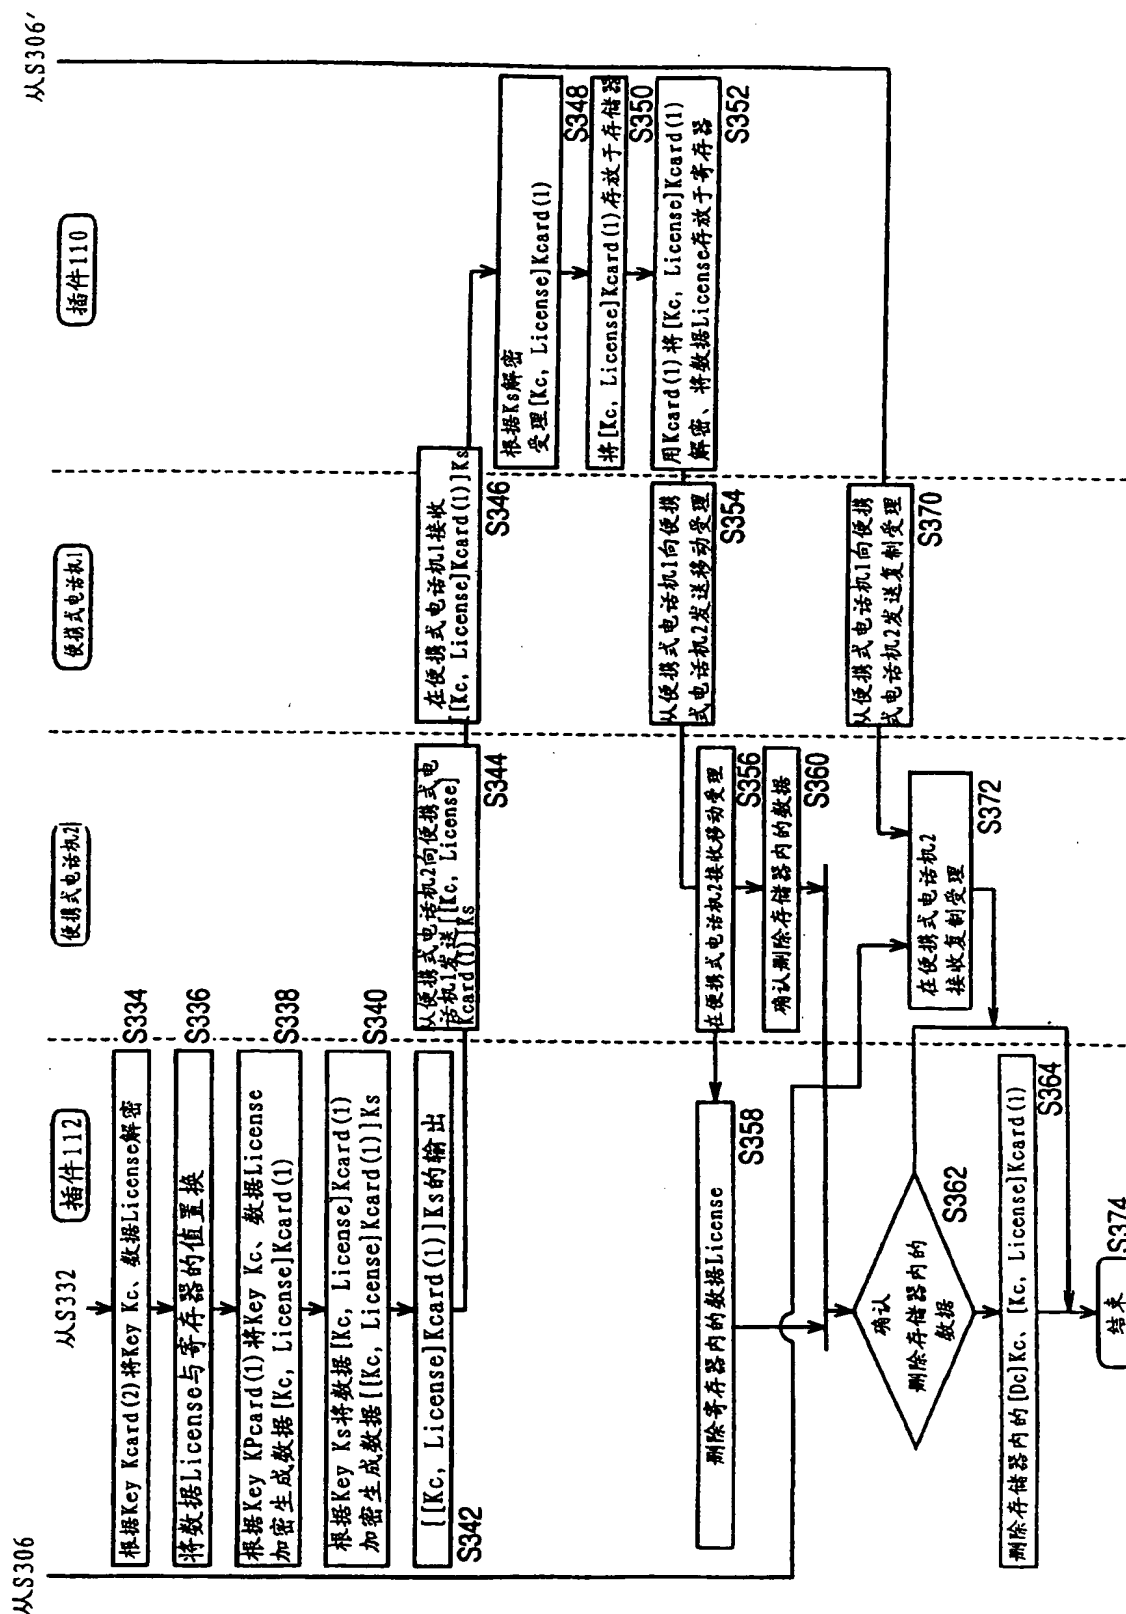 从S306
从S306′
插件112
便携式电话机2
便携式电话机1
插件110
从S332
根据Key Kcard(2)将Key Kc、数据License解密
S334
将数据License与寄存器的值置换
S336
根据Key KPcard(1)将Key Kc、数据License
加密生成数据[Kc, License]Kcard(1)
S338
根据Key Ks将数据[Kc, License]Kcard(1)
加密生成数据[[Kc, License]Kcard(1)]Ks
S340
[[Kc, License]Kcard(1)]Ks的输出
S342
从便携式电话机2向便携式电
话机1发送[[Kc, License]
Kcard(1)]Ks
S344
在便携式电话机1接收
[[Kc, License]Kcard(1)]Ks
S346
根据Ks解密
受理[Kc, License]Kcard(1)
S348
将[Kc, License]Kcard(1)存放于存储器
S350
用Kcard(1)将[Kc, License]Kcard(1)
解密、将数据License存放于寄存器
S352
从便携式电话机1向便携
式电话机2发送移动受理
S354
在便携式电话机2接收移动受理
S356
删除寄存器内的数据License
S358
确认删除存储器内的数据
S360
确认
删除存储器内的
数据
S362
删除存储器内的[Dc]Kc、[Kc, License]Kcard(1)
S364
从便携式电话机1向便携
式电话机2发送复制受理
S370
在便携式电话机2
接收复制受理
S372
结束
S374